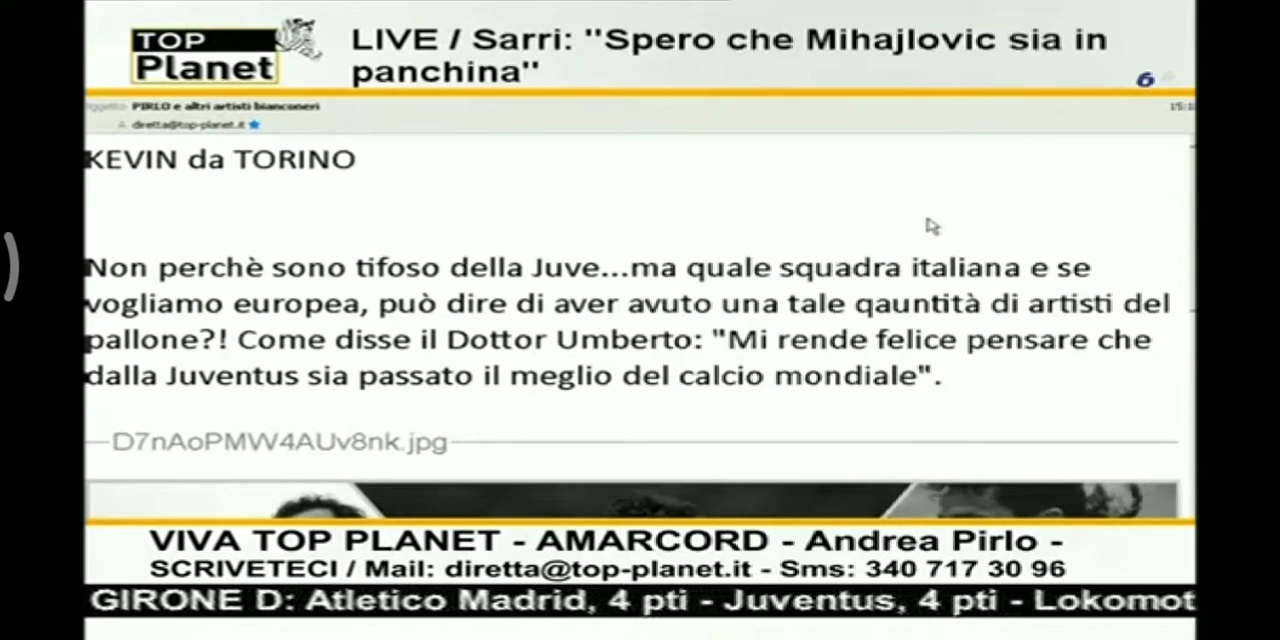 TOP
Planet
LIVE / Sarri: "Spero che Mihajlovic sia in
panchina"
6
PIRLO e altri artisti bianconeri
A diretta@top-planet.it
KEVIN da TORINO
Non perchè sono tifoso della Juve...ma quale squadra italiana e se
vogliamo europea, può dire di aver avuto una tale qauntità di artisti del
pallone?! Come disse il Dottor Umberto: "Mi rende felice pensare che
dalla Juventus sia passato il meglio del calcio mondiale".
D7nAoPMW4AUv8nk.jpg
VIVA TOP PLANET - AMARCORD - Andrea Pirlo -
SCRIVETECI / Mail: diretta@top-planet.it - Sms: 340 717 30 96
GIRONE D: Atletico Madrid, 4 pti - Juventus, 4 pti - Lokomot